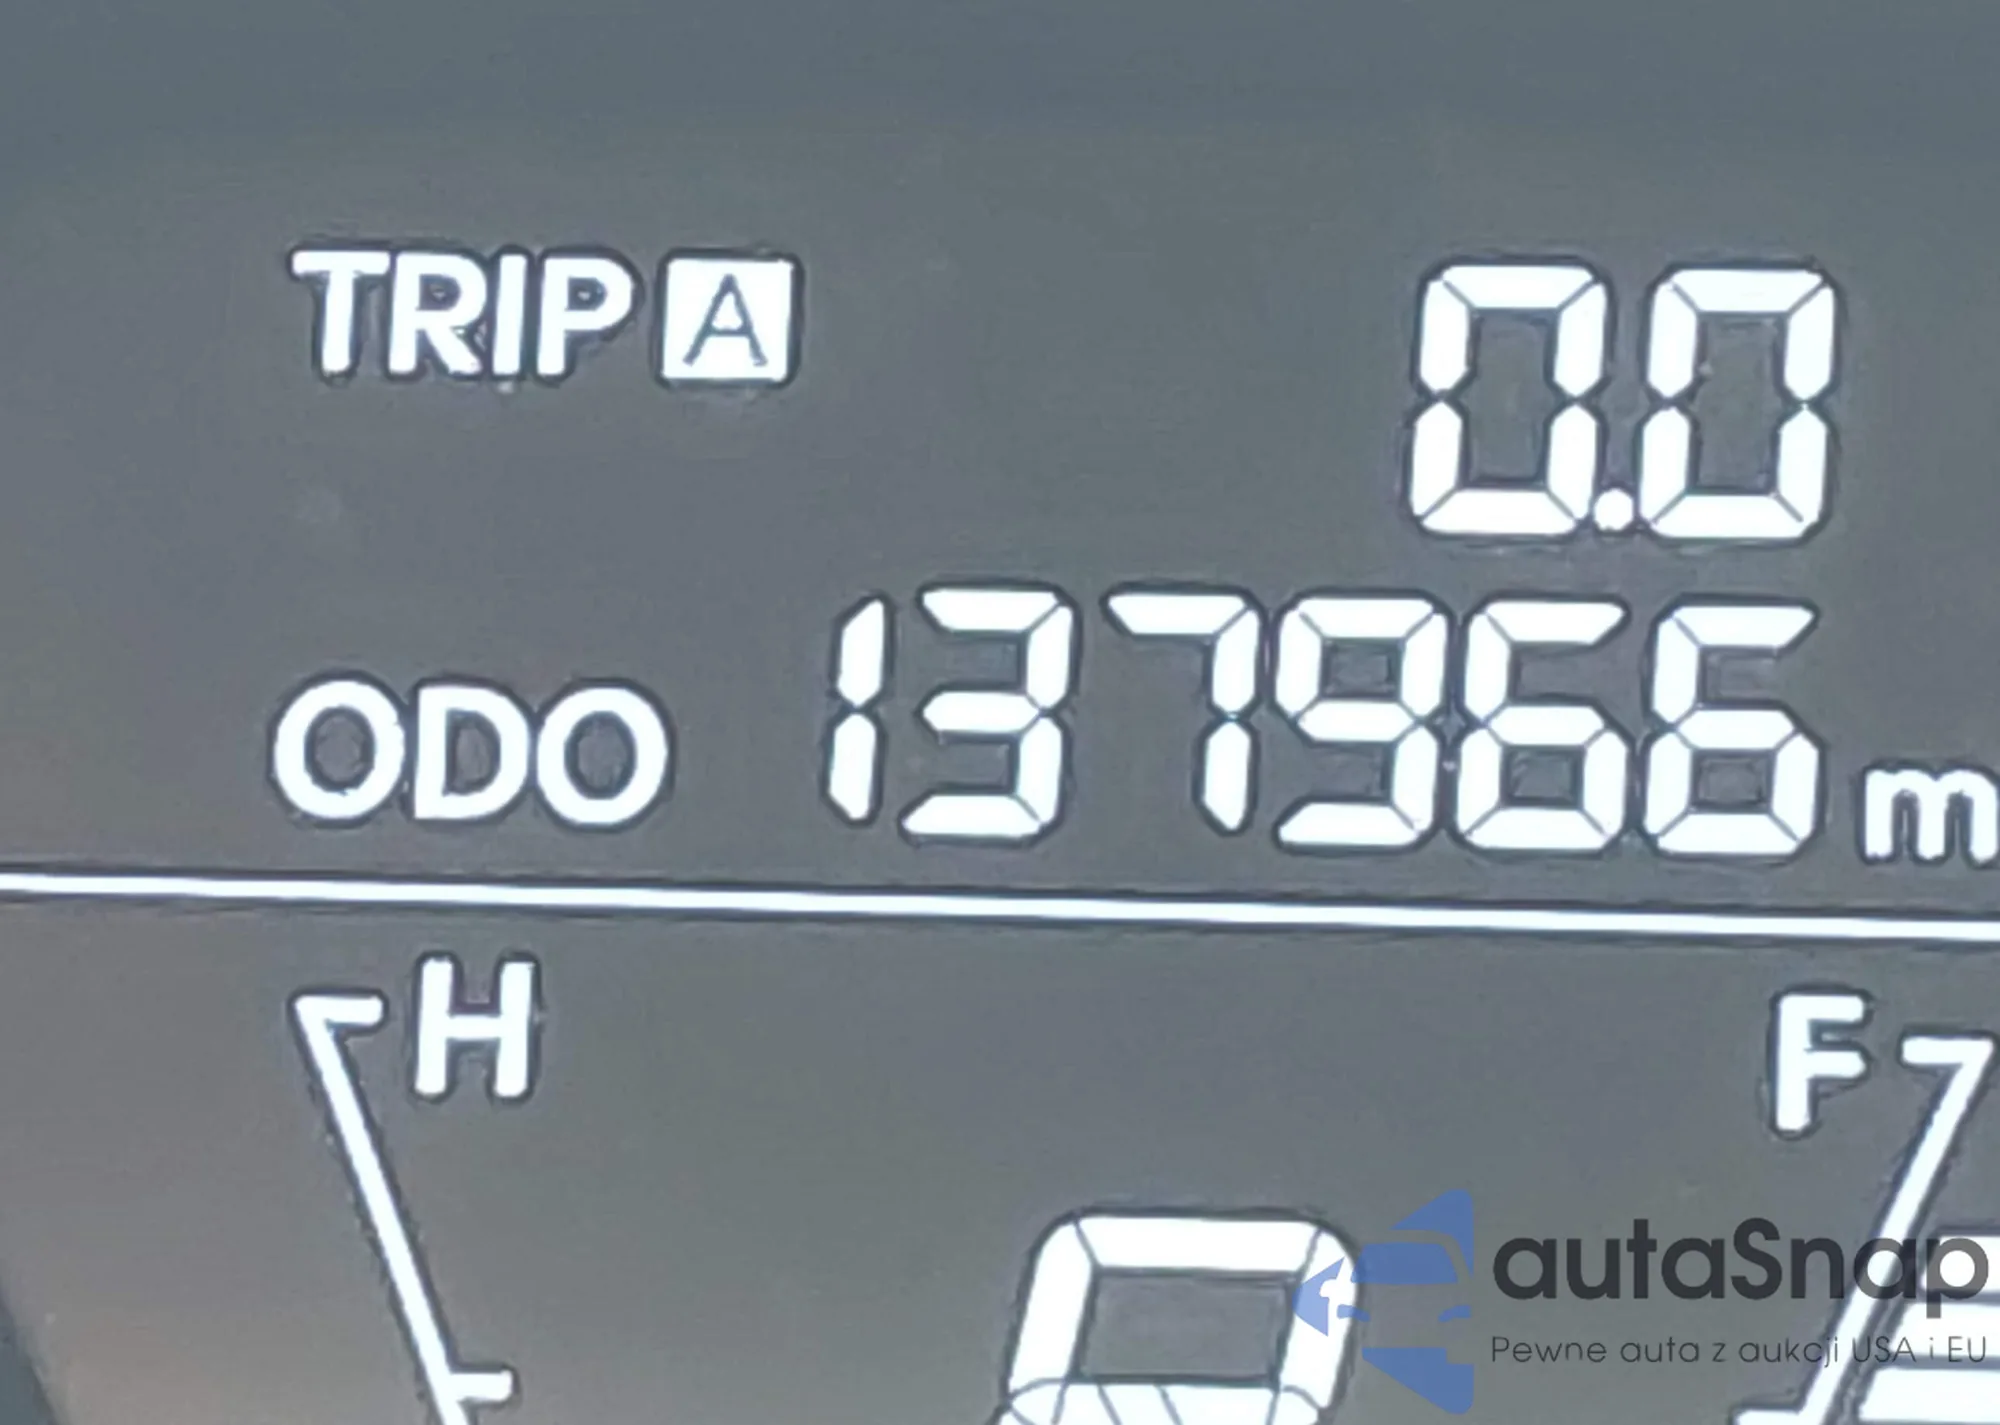 TRIP A 0.0
ODO 137966 m
H F
autaSnap
Pewne auta z aukcji USA i EU